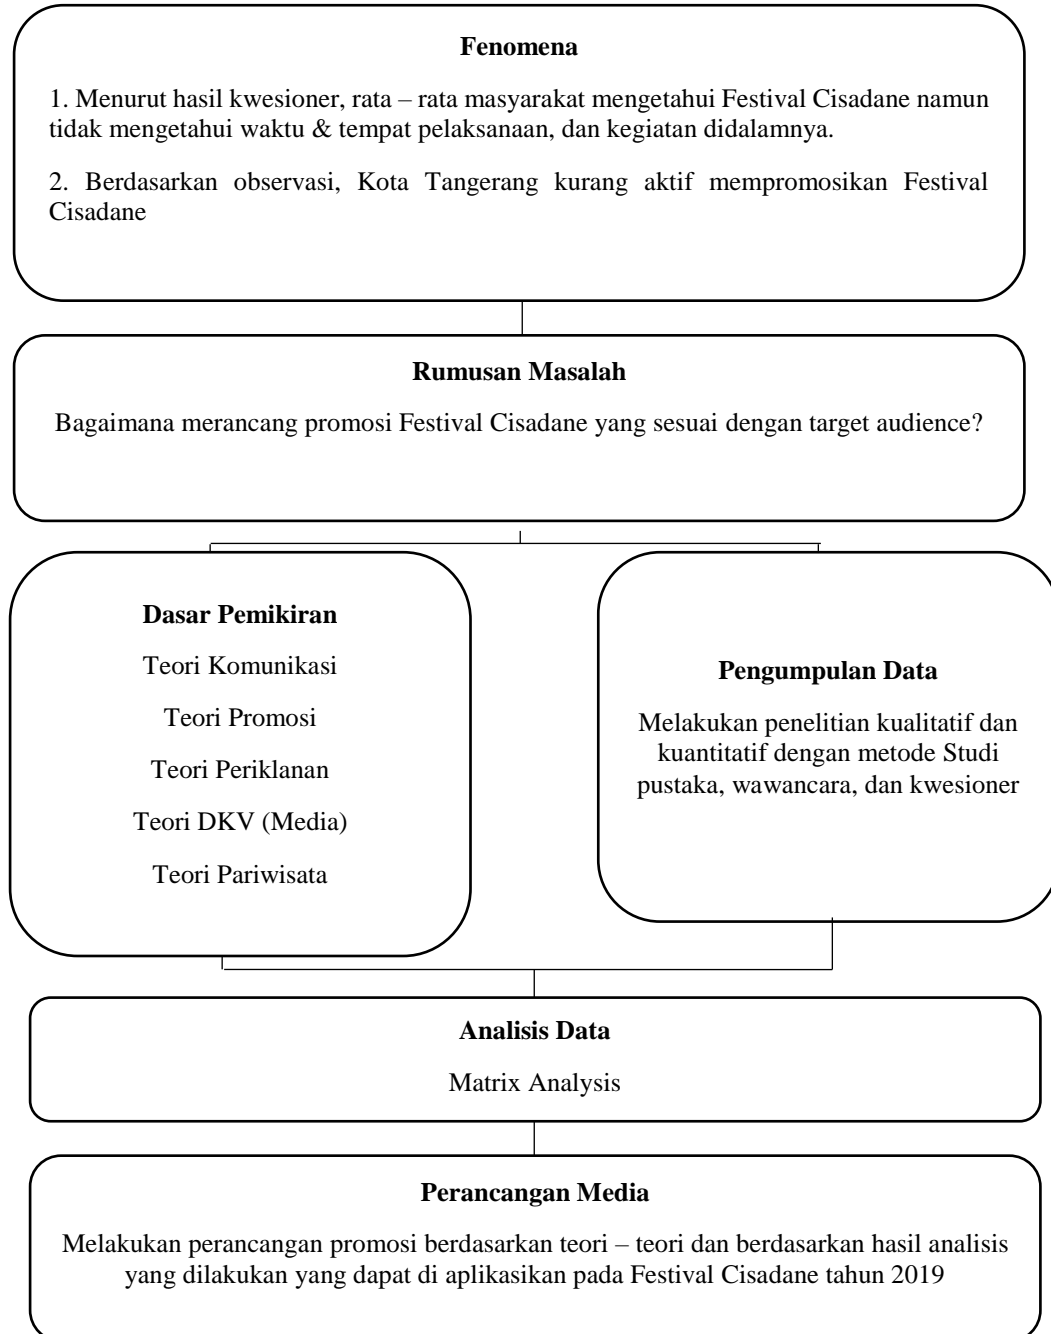 Fenomena
1. Menurut hasil kwesioner, rata – rata masyarakat mengetahui Festival Cisadane namun
tidak mengetahui waktu & tempat pelaksanaan, dan kegiatan didalamnya.
2. Berdasarkan observasi, Kota Tangerang kurang aktif mempromosikan Festival
Cisadane
Rumusan Masalah
Bagaimana merancang promosi Festival Cisadane yang sesuai dengan target audience?
Dasar Pemikiran
Teori Komunikasi
Teori Promosi
Teori Periklanan
Teori DKV (Media)
Teori Pariwisata
Pengumpulan Data
Melakukan penelitian kualitatif dan
kuantitatif dengan metode Studi
pustaka, wawancara, dan kwesioner
Analisis Data
Matrix Analysis
Perancangan Media
Melakukan perancangan promosi berdasarkan teori – teori dan berdasarkan hasil analisis
yang dilakukan yang dapat di aplikasikan pada Festival Cisadane tahun 2019